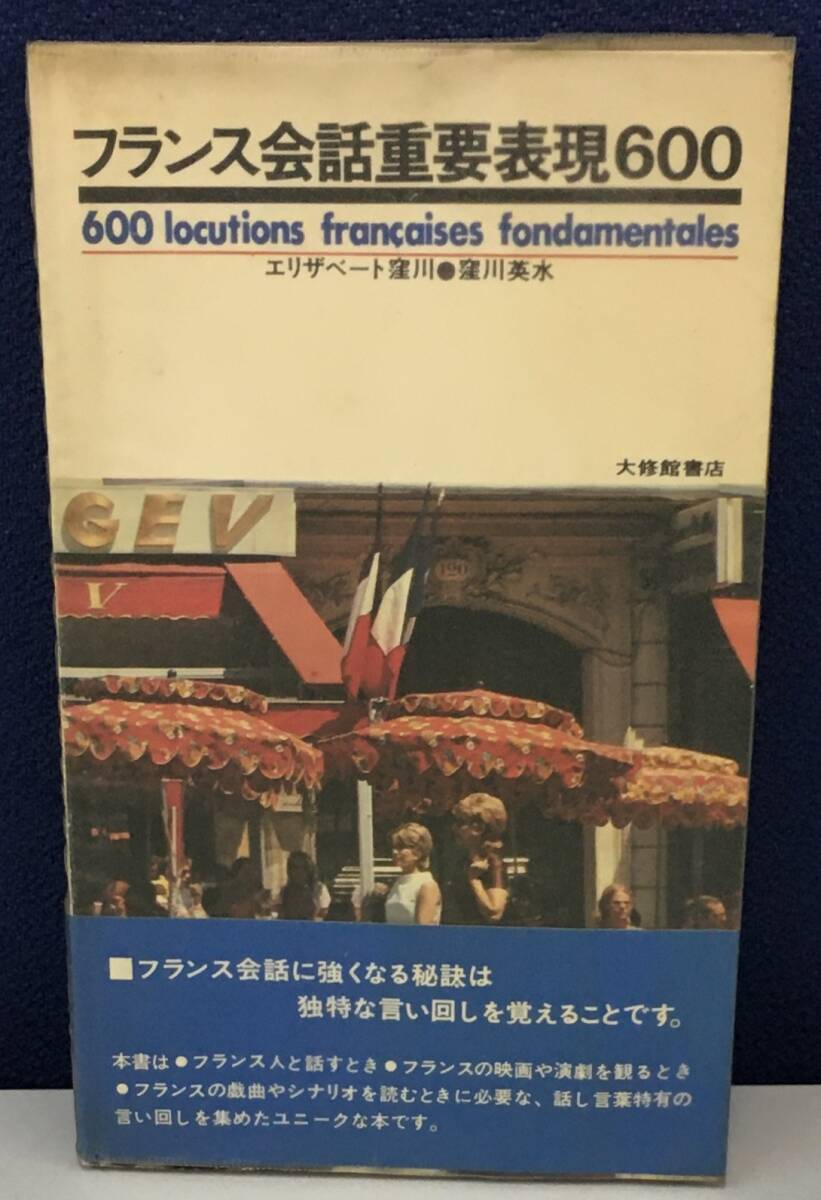 フランス会話重要表現600
600 locutions françaises fondamentales
エリザベート窪川●窪川英水
大修館書店
GEV
V
120
■フランス会話に強くなる秘訣は
独特な言い回しを覚えることです。
本書は●フランス人と話すとき●フランスの映画や演劇を観るとき
●フランスの戯曲やシナリオを読むときに必要な、話し言葉特有の
言い回しを集めたユニークな本です。